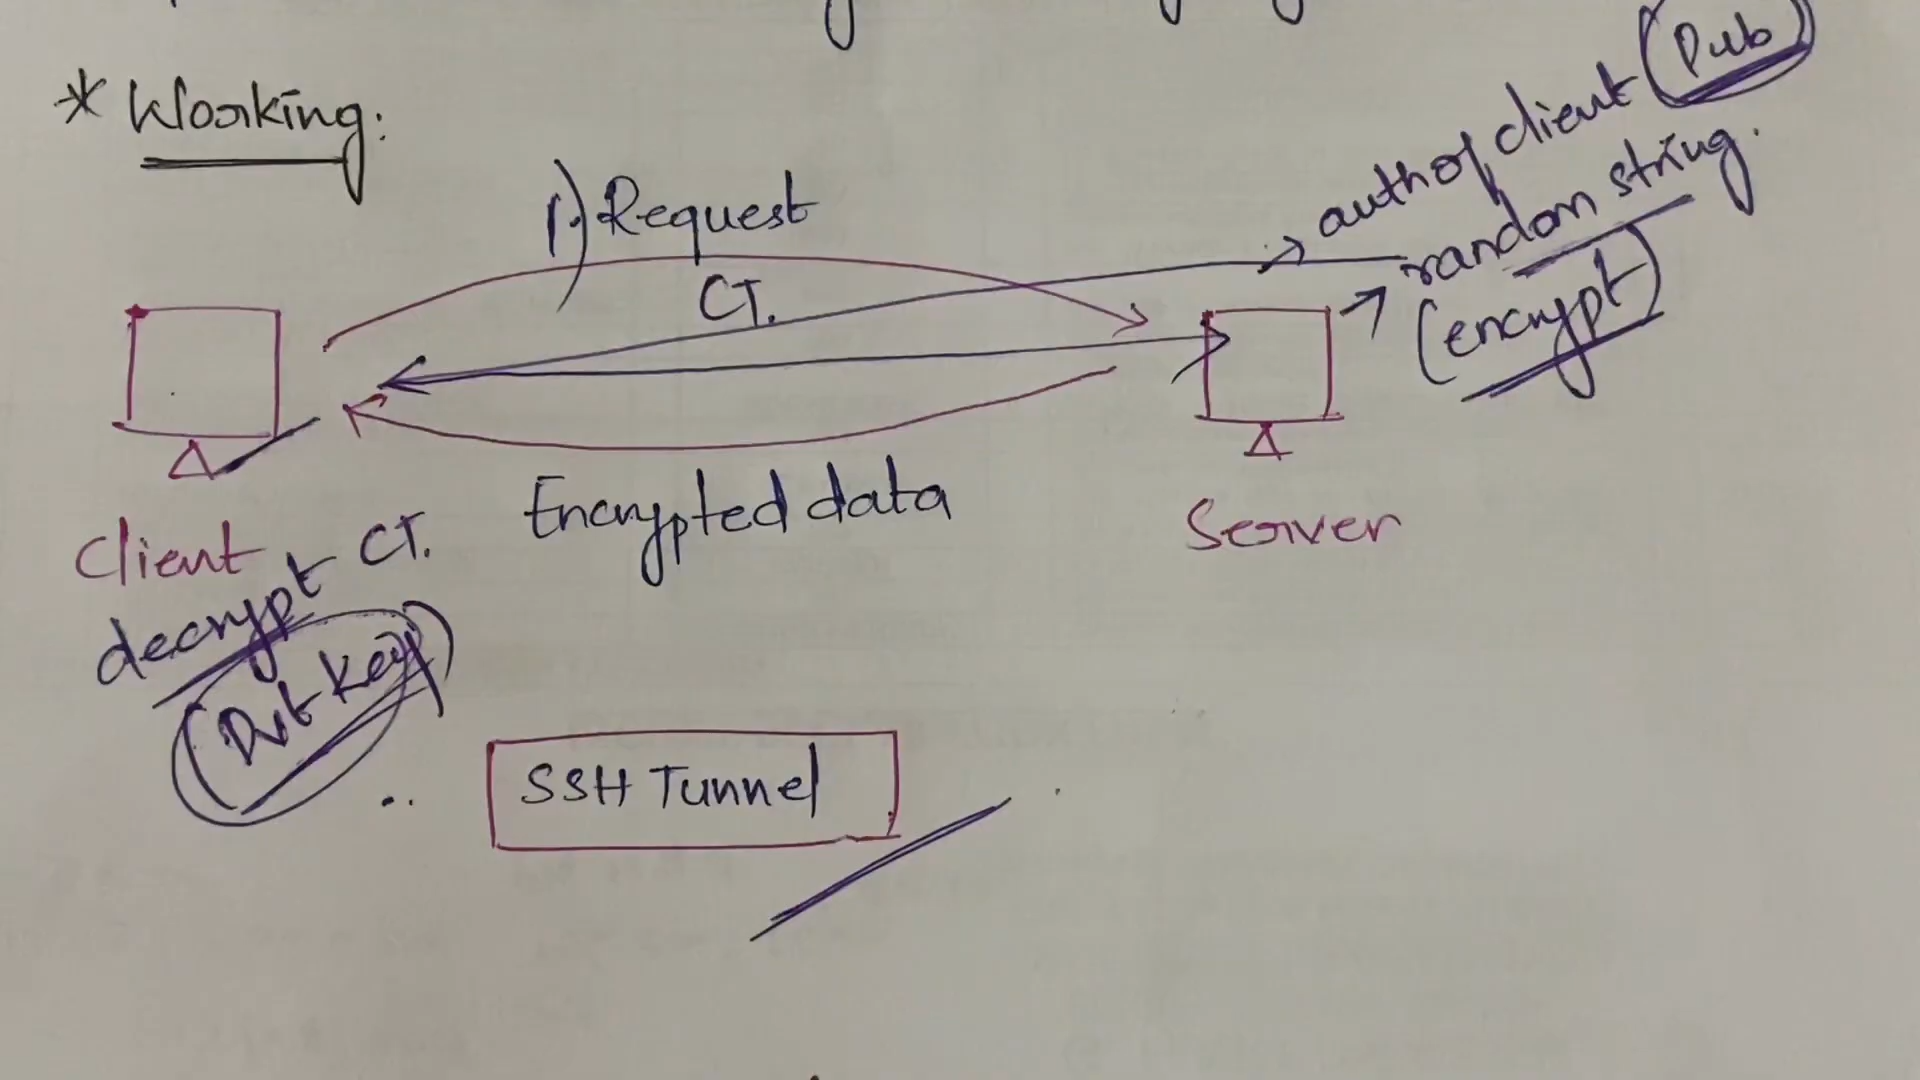 * Working:
1.) Request
CT.
auth of client (Pub)
random string.
(encrypt)
Encrypted data
Client
Server
decrypt CT.
(Prt Key)
SSH Tunnel